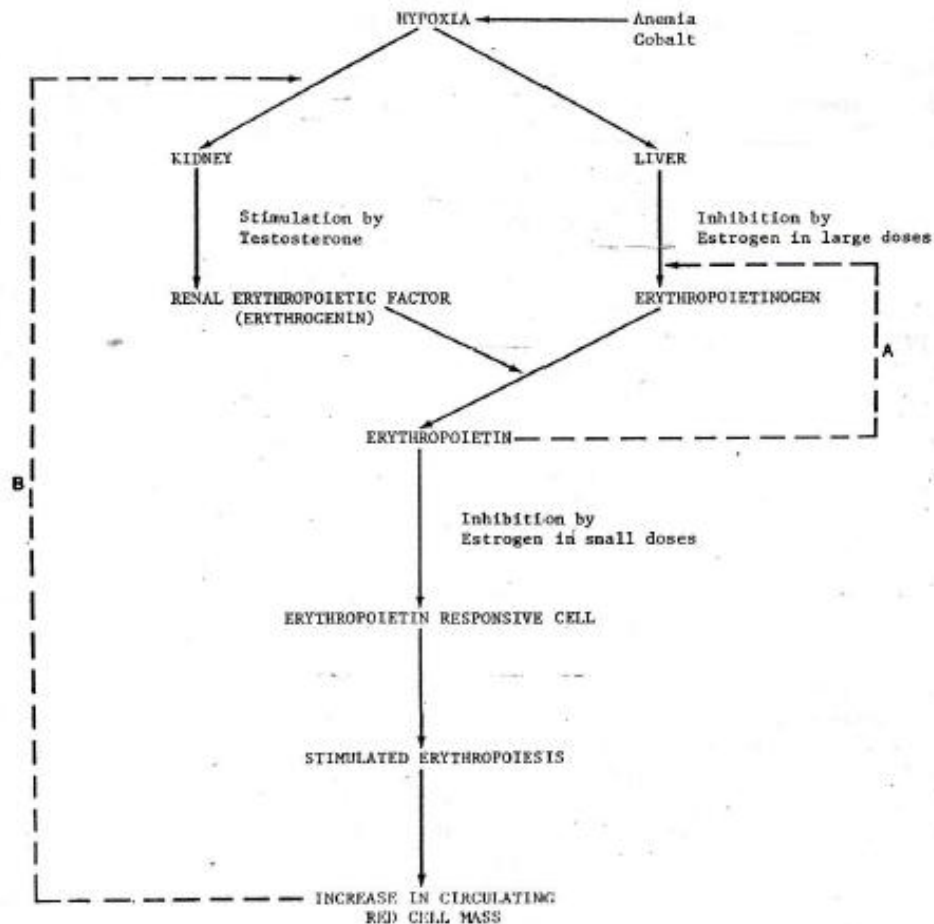 HYPOXIA
Anemia
Cobalt
KIDNEY
LIVER
Stimulation by
Testosterone
Inhibition by
Estrogen in large doses
RENAL ERYTHROPOIETIC FACTOR
(ERYTHROGENIN)
ERYTHROPOIETINOGEN
A
ERYTHROPOIETIN
B
Inhibition by
Estrogen in small doses
ERYTHROPOIETIN RESPONSIVE CELL
STIMULATED ERYTHROPOIESIS
INCREASE IN CIRCULATING
RED CELL MASS